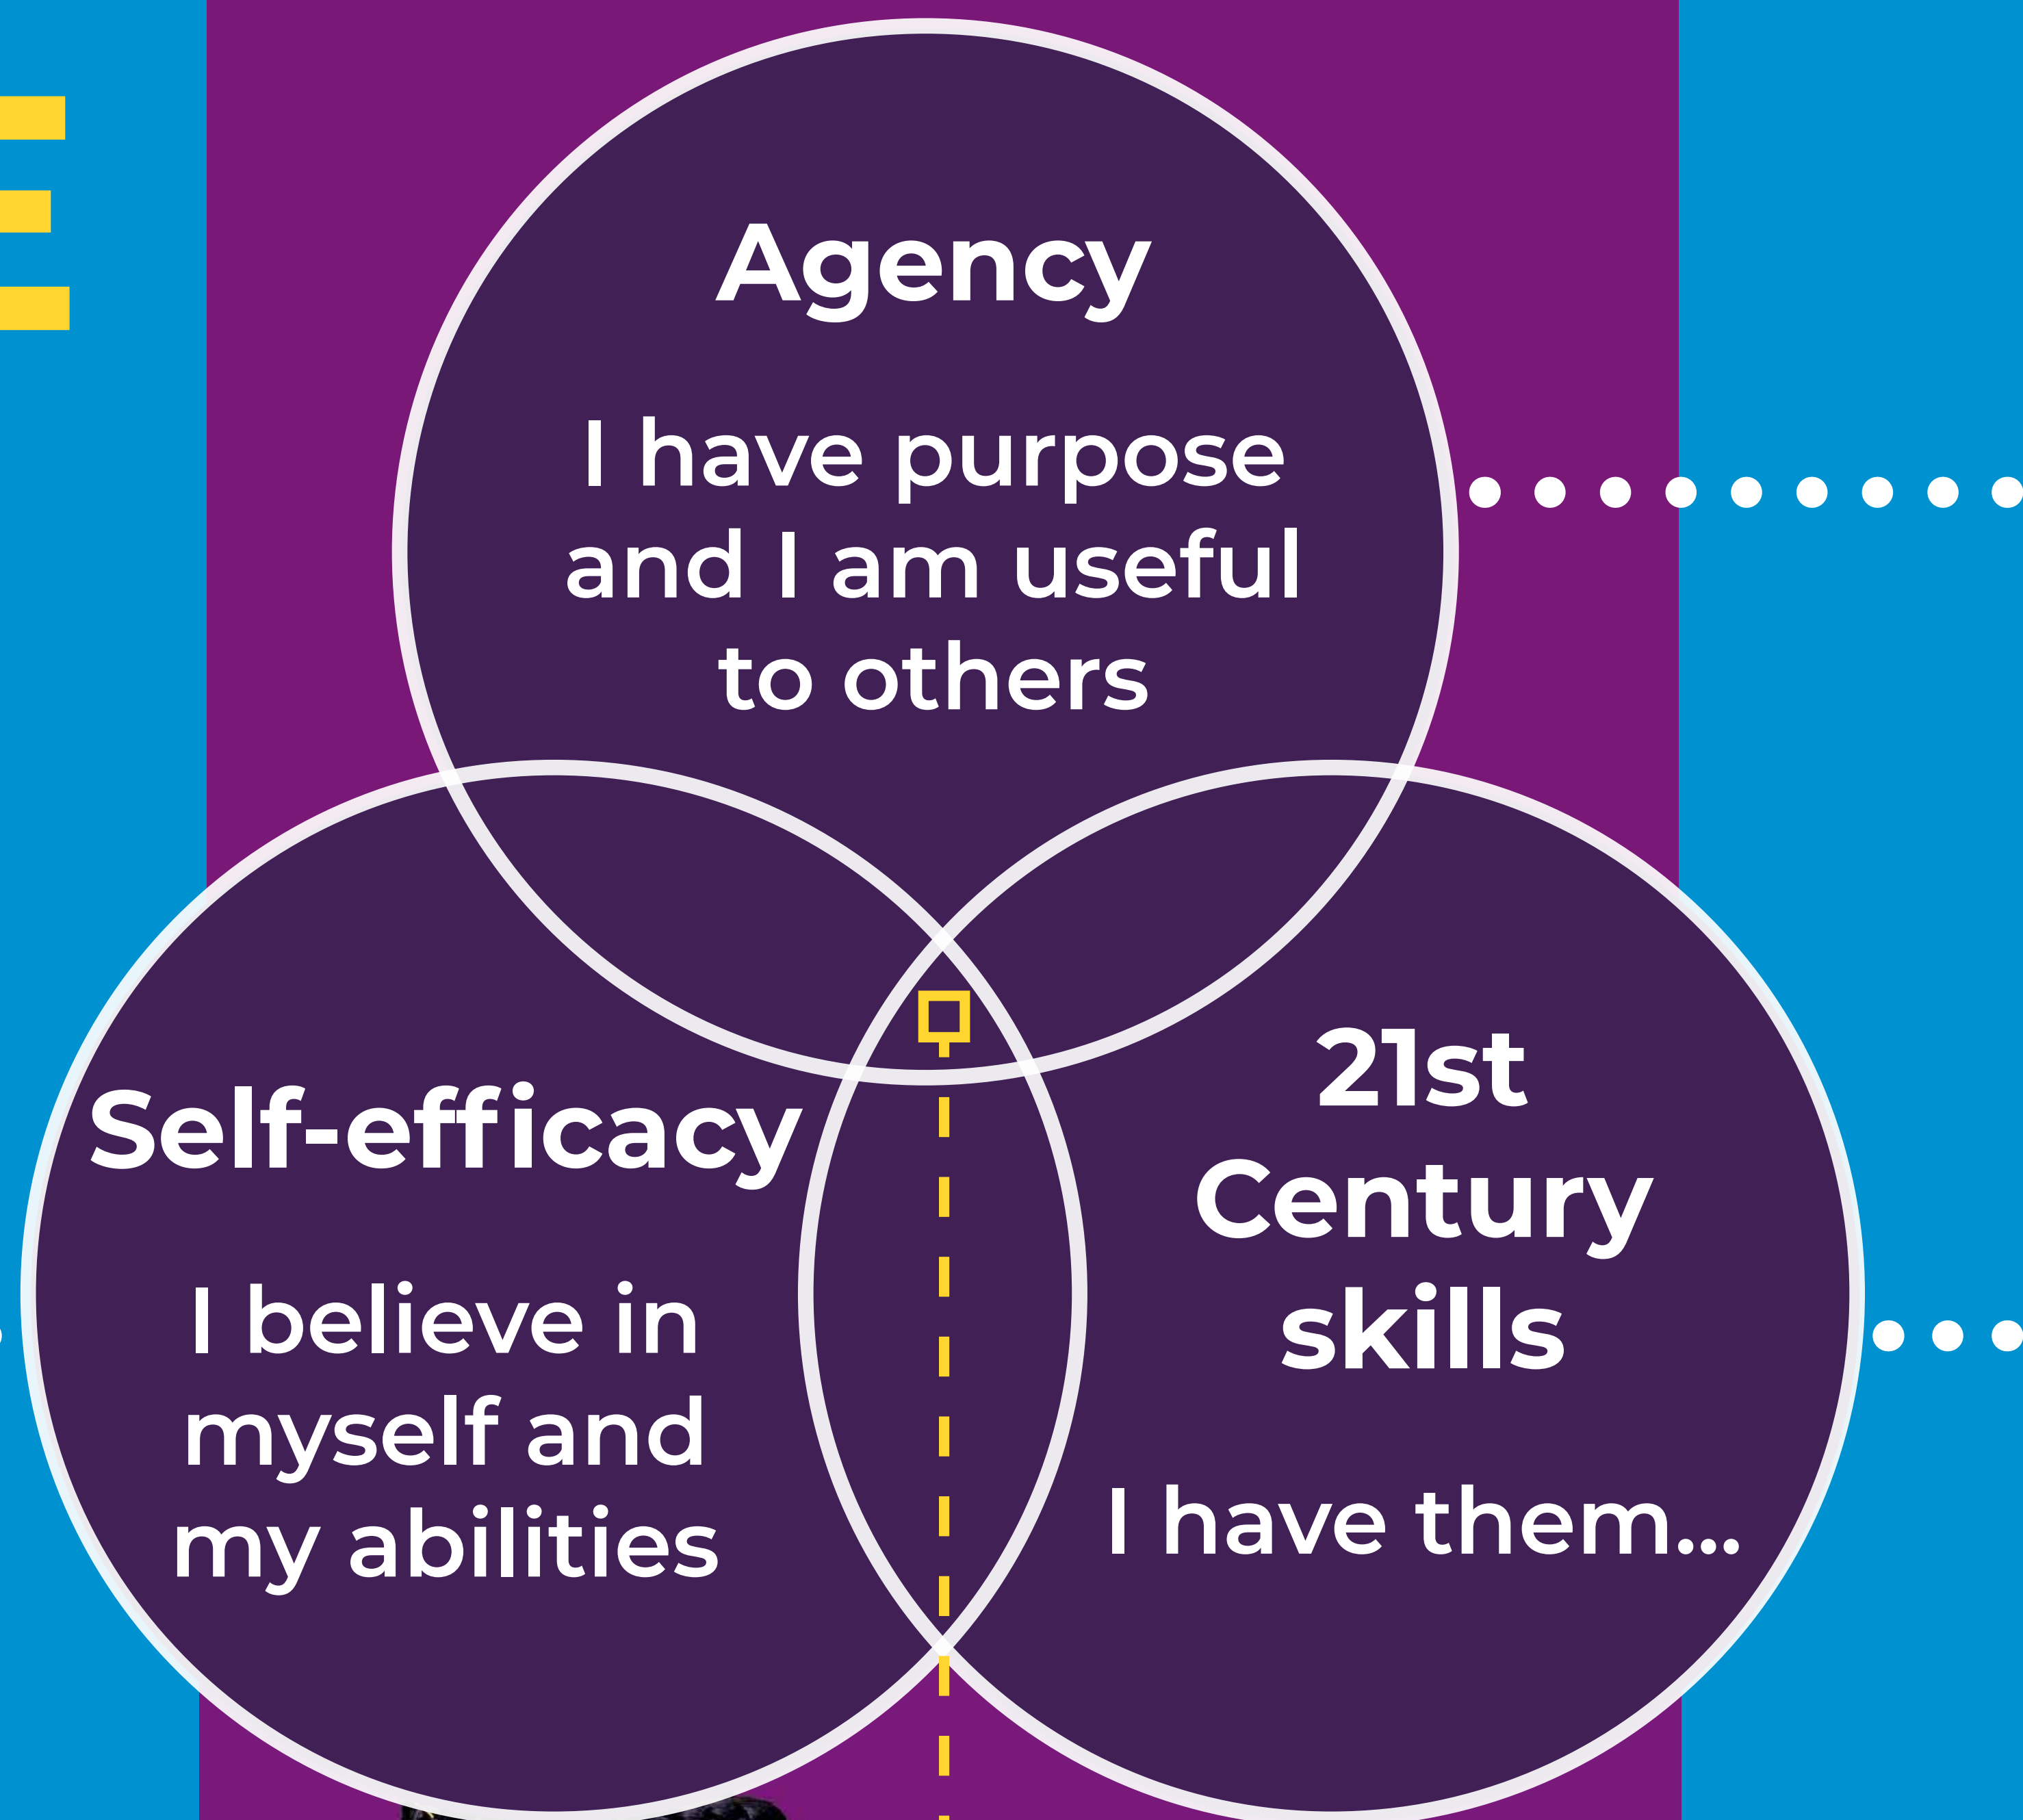 Agency
I have purpose
and I am useful
to others
Self-efficacy
I believe in
myself and
my abilities
21st
Century
skills
I have them...